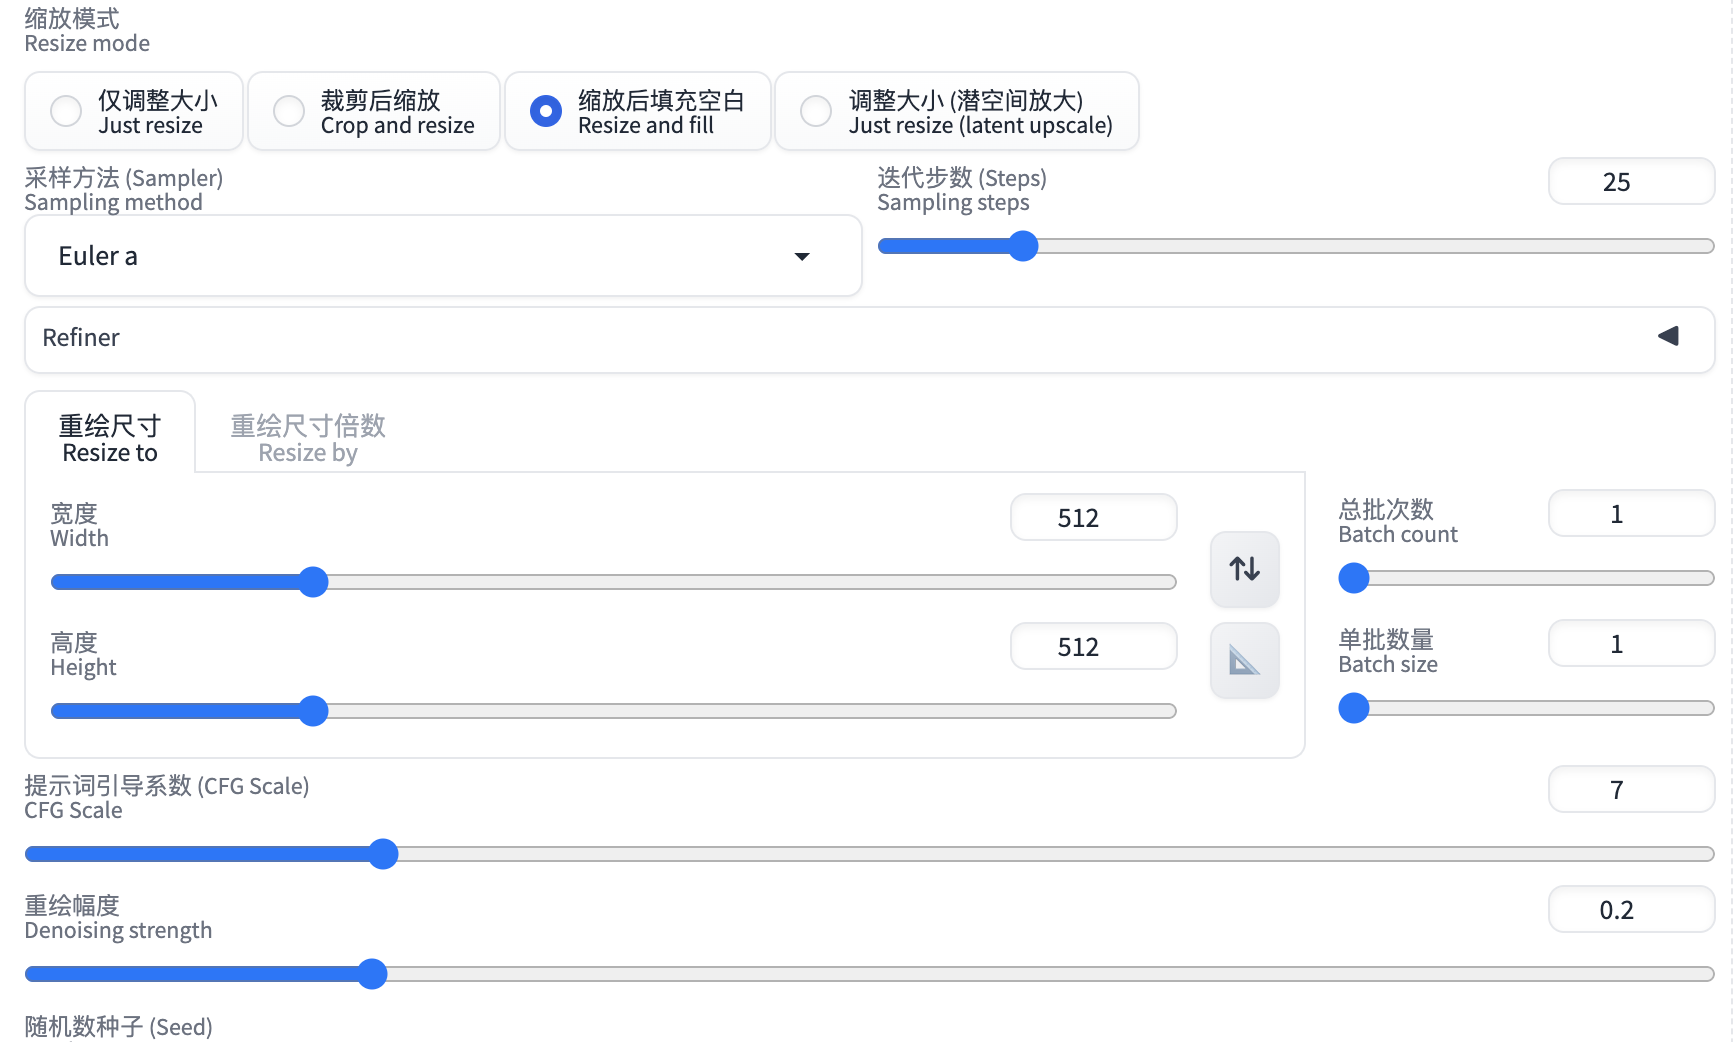 缩放模式
Resize mode
仅调整大小
Just resize
裁剪后缩放
Crop and resize
缩放后填充空白
Resize and fill
调整大小 (潜空间放大)
Just resize (latent upscale)
采样方法 (Sampler)
Sampling method
Euler a
迭代步数 (Steps)
Sampling steps
25
Refiner
重绘尺寸
Resize to
重绘尺寸倍数
Resize by
宽度
Width
512
高度
Height
512
总批次数
Batch count
1
单批数量
Batch size
1
提示词引导系数 (CFG Scale)
CFG Scale
7
重绘幅度
Denoising strength
0.2
随机数种子 (Seed)